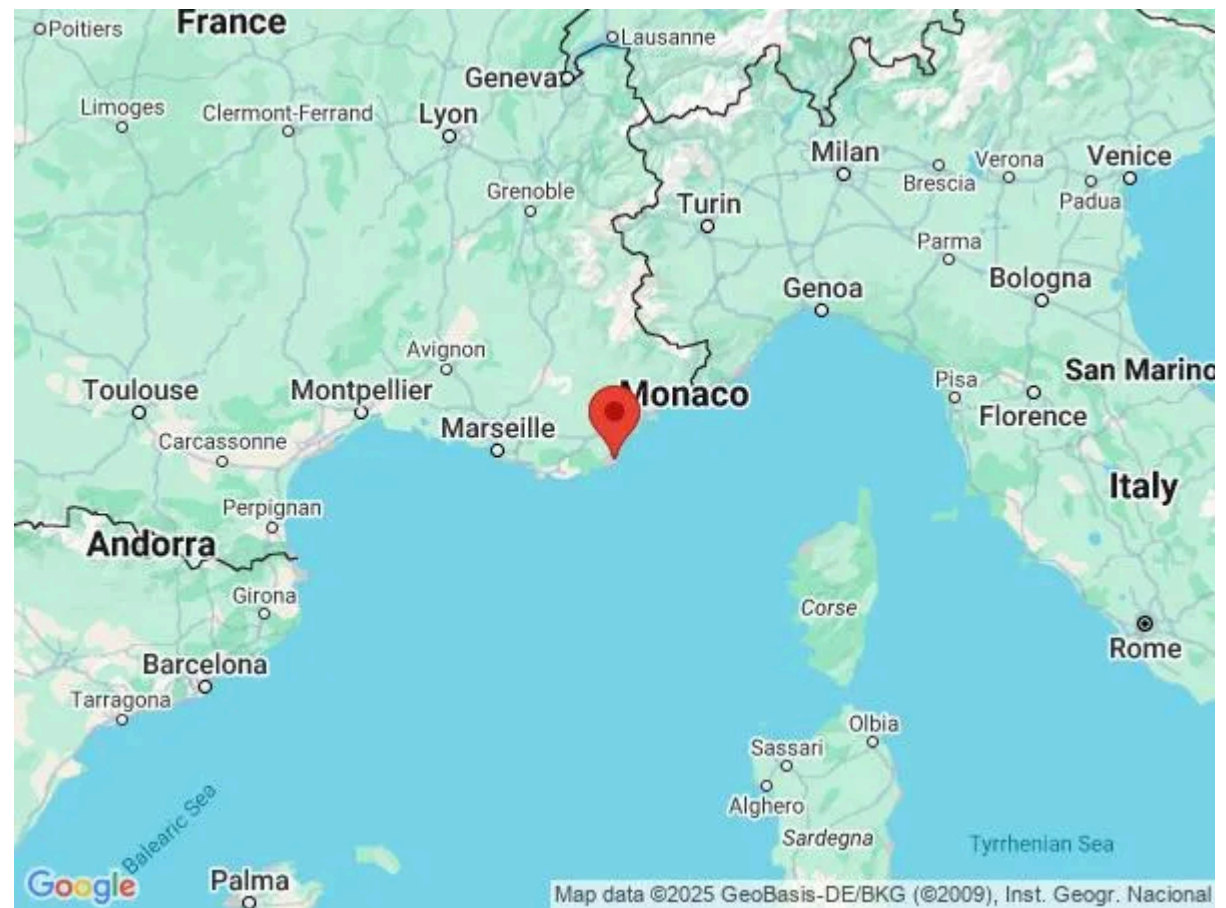 France
Poitiers
Lausanne
Geneva
Limoges
Clermont-Ferrand
Lyon
Milan
Verona
Venice
Brescia
Padua
Grenoble
Turin
Parma
Bologna
Genoa
Avignon
San Marino
Pisa
Toulouse
Montpellier
Monaco
Florence
Marseille
Carcassonne
Italy
Perpignan
Andorra
Girona
Corse
Rome
Barcelona
Tarragona
Olbia
Sassari
Alghero
Balearic Sea
Sardegna
Tyrrhenian Sea
Palma
Google
Map data ©2025 GeoBasis-DE/BKG (©2009), Inst. Geogr. Nacional